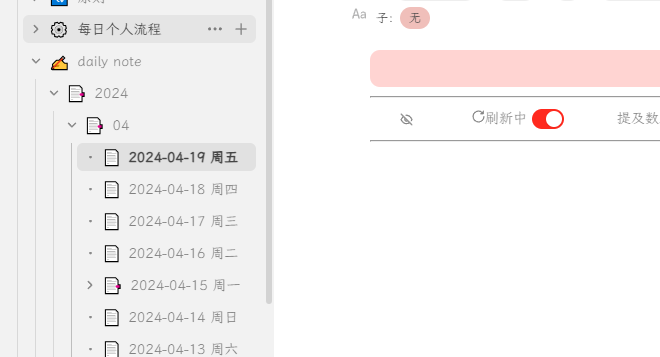 每日个人流程
daily note
2024
04
2024-04-19 周五
2024-04-18 周四
2024-04-17 周三
2024-04-16 周二
2024-04-15 周一
2024-04-14 周日
2024-04-13 周六
Aa 子: 无
刷新中 提及数